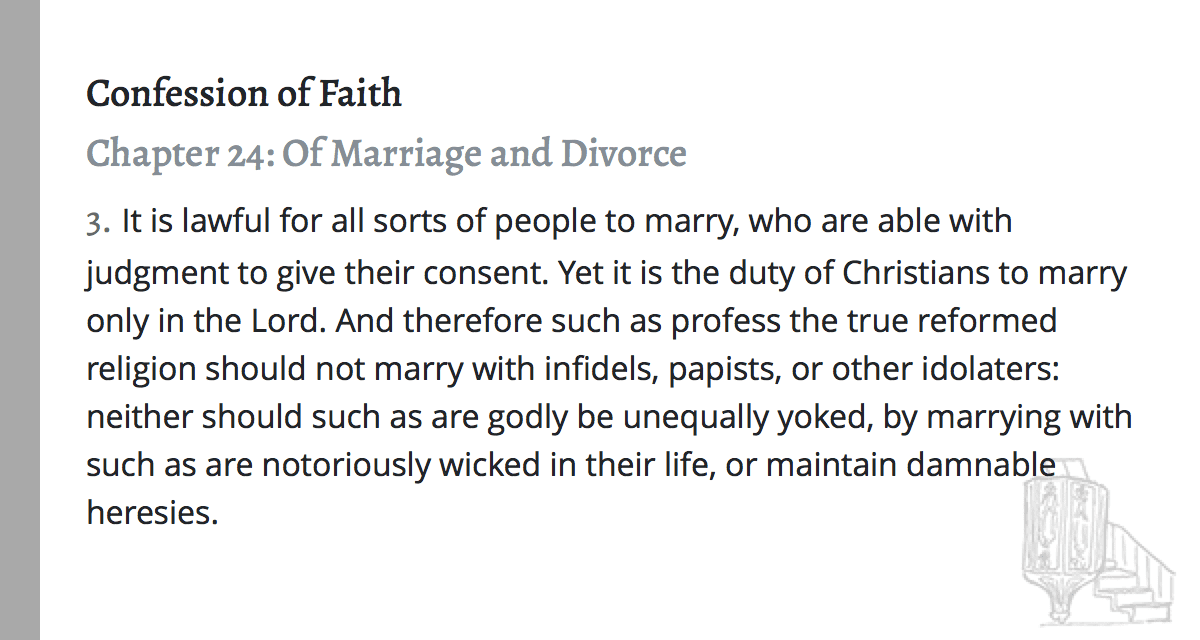 Confession of Faith
Chapter 24: Of Marriage and Divorce
3. It is lawful for all sorts of people to marry, who are able with
judgment to give their consent. Yet it is the duty of Christians to marry
only in the Lord. And therefore such as profess the true reformed
religion should not marry with infidels, papists, or other idolaters:
neither should such as are godly be unequally yoked, by marrying with
such as are notoriously wicked in their life, or maintain damnable
heresies.